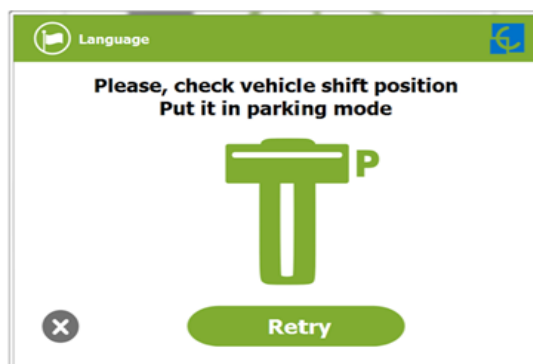 Language
Please, check vehicle shift position
Put it in parking mode
P
Retry